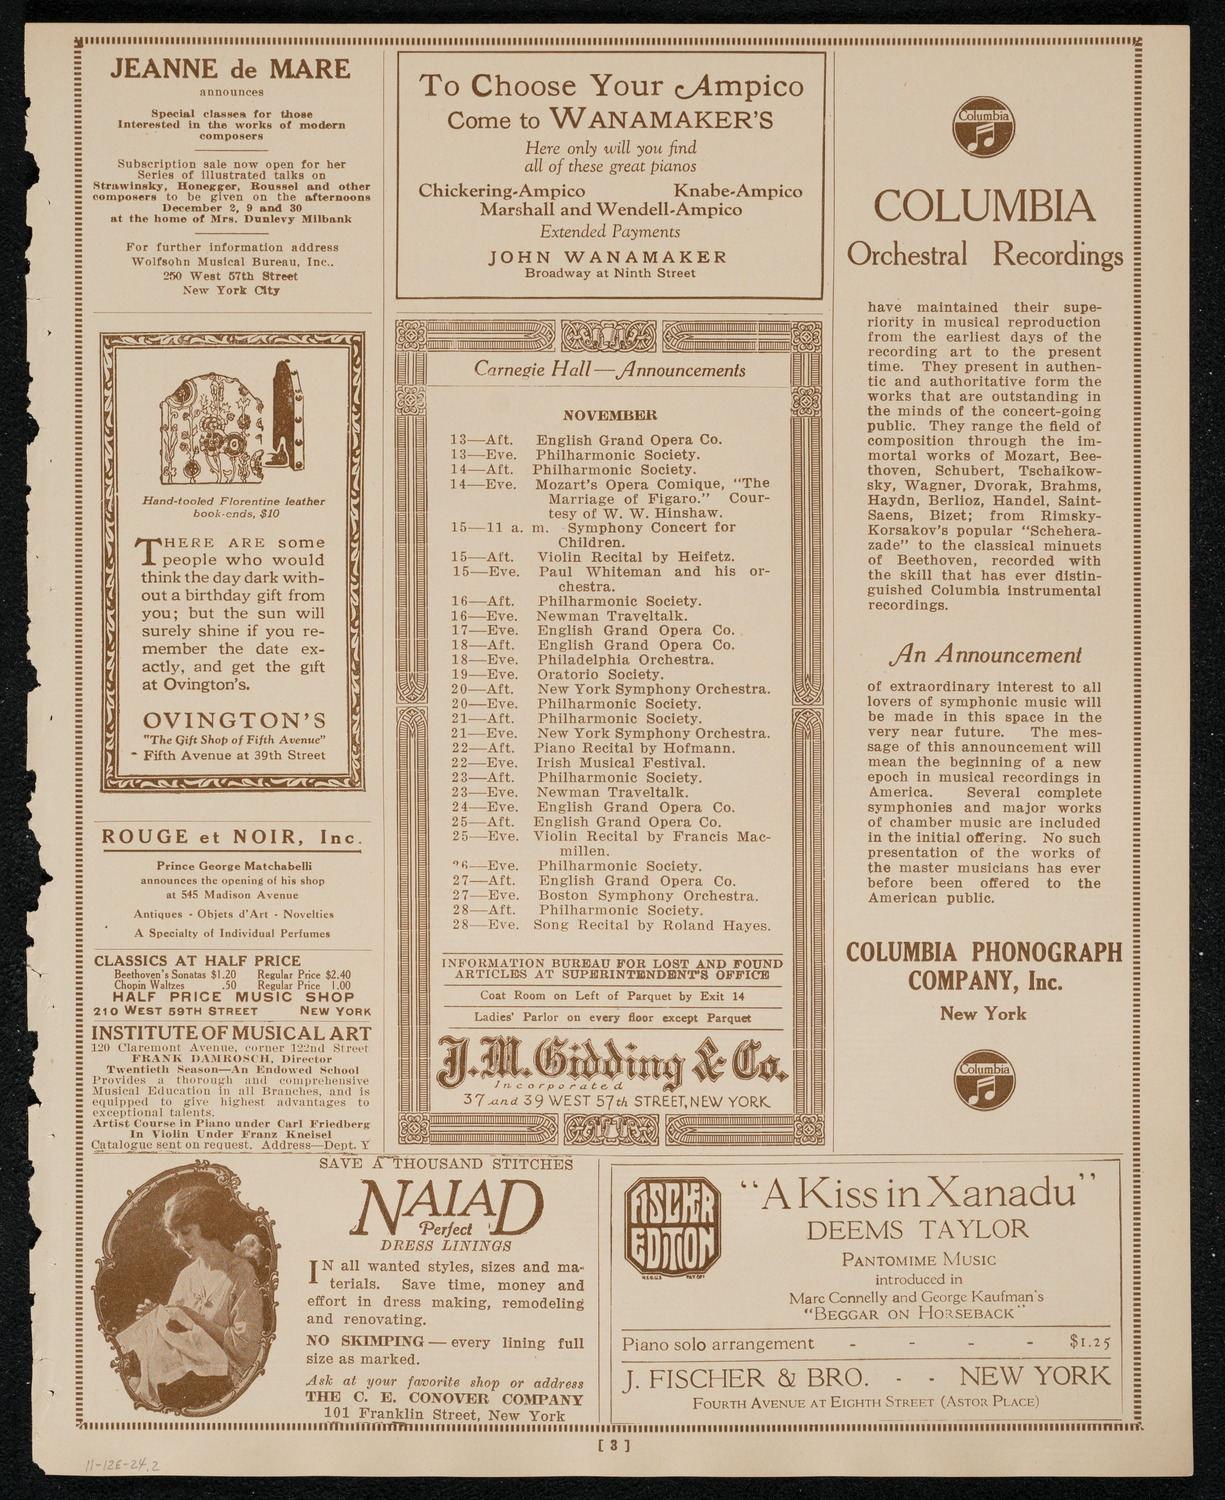 JEANNE de MARE
announces
Special classes for those
Interested in the works of modern
composers
Subscription sale now open for her
Series of illustrated talks on
Strawinsky, Honegger, Roussel and other
composers to be given on the afternoons
December 2, 9 and 30
at the home of Mrs. Dunlevy Milbank
For further information address
Wolfsohn Musical Bureau, Inc..
250 West 57th Street
New York City
Hand-tooled Florentine leather
book-ends, $10
THERE ARE some
people who would
think the day dark with-
out a birthday gift from
you; but the sun will
surely shine if you re-
member the date ex-
actly, and get the gift
at Ovington's.
OVINGTON'S
"The Gift Shop of Fifth Avenue"
Fifth Avenue at 39th Street
ROUGE et NOIR, Inc.
Prince George Matchabelli
announces the opening of his shop
at 545 Madison Avenue
Antiques - Objets d'Art - Novelties
A Specialty of Individual Perfumes
CLASSICS AT HALF PRICE
Beethoven's Sonatas $1.20 Regular Price $2.40
Chopin Waltzes .50 Regular Price 1.00
HALF PRICE MUSIC SHOP
210 WEST 59TH STREET NEW YORK
INSTITUTE OF MUSICAL ART
120 Claremont Avenue, corner 122nd Street
FRANK DAMROSCH, Director
Twentieth Season—An Endowed School
Provides a thorough and comprehensive
Musical Education in all Branches, and is
equipped to give highest advantages to
exceptional talents.
Artist Course in Piano under Carl Friedberg
In Violin Under Franz Kneisel
Catalogue sent on request. Address—Dept. Y
To Choose Your Ampico
Come to WANAMAKER'S
Here only will you find
all of these great pianos
Chickering-Ampico Knabe-Ampico
Marshall and Wendell-Ampico
Extended Payments
JOHN WANAMAKER
Broadway at Ninth Street
Carnegie Hall—Announcements
NOVEMBER
13—Aft. English Grand Opera Co.
13—Eve. Philharmonic Society.
14—Aft. Philharmonic Society.
14—Eve. Mozart's Opera Comique, "The
Marriage of Figaro." Cour-
tesy of W. W. Hinshaw.
15—11 a. m. Symphony Concert for
Children.
15—Aft. Violin Recital by Heifetz.
15—Eve. Paul Whiteman and his or-
chestra.
16—Aft. Philharmonic Society.
16—Eve. Newman Traveltalk.
17—Eve. English Grand Opera Co.
18—Aft. English Grand Opera Co.
18—Eve. Philadelphia Orchestra.
19—Eve. Oratorio Society.
20—Aft. New York Symphony Orchestra.
20—Eve. Philharmonic Society.
21—Aft. Philharmonic Society.
21—Eve. New York Symphony Orchestra.
22—Aft. Piano Recital by Hofmann.
22—Eve. Irish Musical Festival.
23—Aft. Philharmonic Society.
23—Eve. Newman Traveltalk.
24—Eve. English Grand Opera Co.
25—Aft. English Grand Opera Co.
25—Eve. Violin Recital by Francis Mac-
millen.
26—Eve. Philharmonic Society.
27—Aft. English Grand Opera Co.
27—Eve. Boston Symphony Orchestra.
28—Aft. Philharmonic Society.
28—Eve. Song Recital by Roland Hayes.
INFORMATION BUREAU FOR LOST AND FOUND
ARTICLES AT SUPERINTENDENT'S OFFICE
Coat Room on Left of Parquet by Exit 14
Ladies' Parlor on every floor except Parquet
J. M. Gidding & Co.
Incorporated
37 and 39 WEST 57th STREET, NEW YORK
Columbia
COLUMBIA
Orchestral Recordings
have maintained their supe-
riority in musical reproduction
from the earliest days of the
recording art to the present
time. They present in authen-
tic and authoritative form the
works that are outstanding in
the minds of the concert-going
public. They range the field of
composition through the im-
mortal works of Mozart, Bee-
thoven, Schubert, Tschaikow-
sky, Wagner, Dvorak, Brahms,
Haydn, Berlioz, Handel, Saint-
Saens, Bizet; from Rimsky-
Korsakov's popular "Schehera-
zade" to the classical minuets
of Beethoven, recorded with
the skill that has ever distin-
guished Columbia instrumental
recordings.
An Announcement
of extraordinary interest to all
lovers of symphonic music will
be made in this space in the
very near future. The mes-
sage of this announcement will
mean the beginning of a new
epoch in musical recordings in
America. Several complete
symphonies and major works
of chamber music are included
in the initial offering. No such
presentation of the works of
the master musicians has ever
before been offered to the
American public.
COLUMBIA PHONOGRAPH
COMPANY, Inc.
New York
Columbia
SAVE A THOUSAND STITCHES
NAIAD
Perfect
DRESS LININGS
IN all wanted styles, sizes and ma-
terials. Save time, money and
effort in dress making, remodeling
and renovating.
NO SKIMPING — every lining full
size as marked.
Ask at your favorite shop or address
THE C. E. CONOVER COMPANY
101 Franklin Street, New York
FISCHER
EDITION
"A Kiss in Xanadu"
DEEMS TAYLOR
PANTOMIME MUSIC
introduced in
Marc Connelly and George Kaufman's
"BEGGAR ON HORSEBACK"
Piano solo arrangement - - - - $1.25
J. FISCHER & BRO. - - NEW YORK
FOURTH AVENUE AT EIGHTH STREET (ASTOR PLACE)
[ 3 ]
11-12E-24.2